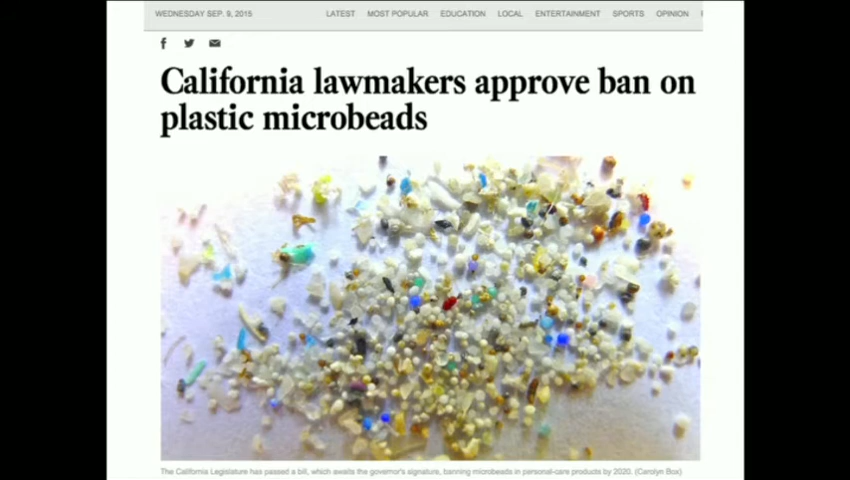 WEDNESDAY SEP. 9, 2015 LATEST MOST POPULAR EDUCATION LOCAL ENTERTAINMENT SPORTS OPINION
California lawmakers approve ban on
plastic microbeads
The California Legislature has passed a bill, which awaits the governor's signature, banning microbeads in personal-care products by 2020. (Carolyn Box)